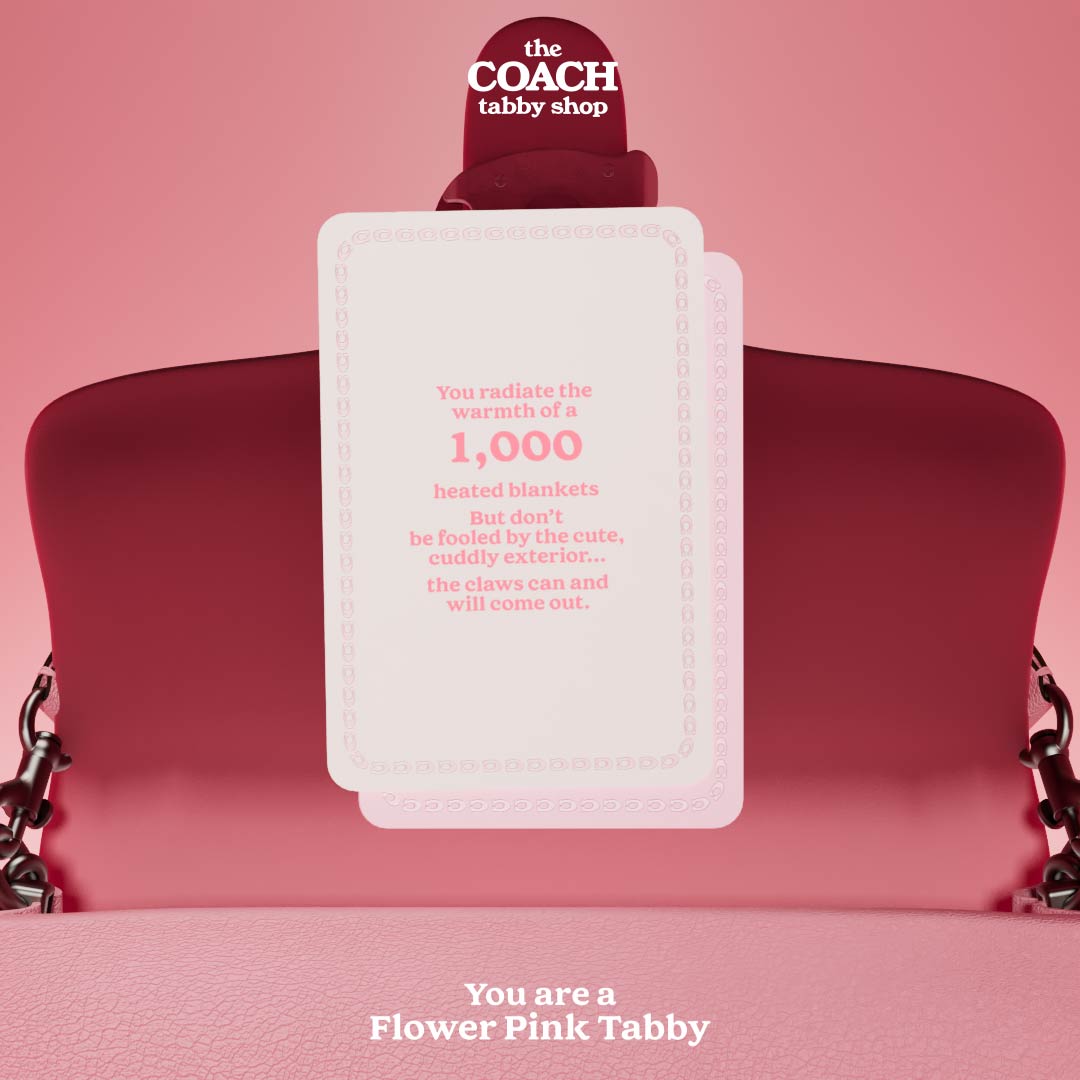 the
COACH
tabby shop
You radiate the
warmth of a
1,000
heated blankets
But don't
be fooled by the cute,
cuddly exterior...
the claws can and
will come out.
You are a
Flower Pink Tabby